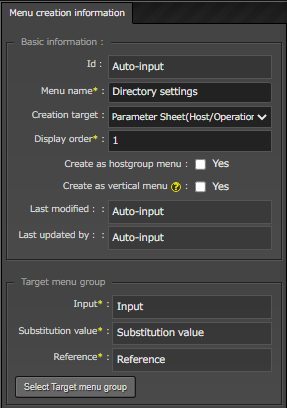 Menu creation information
Basic information :
Id : Auto-input
Menu name* : Directory settings
Creation target : Parameter Sheet(Host/Operation
Display order* : 1
Create as hostgroup menu : Yes
Create as vertical menu ? : Yes
Last modified : : Auto-input
Last updated by : : Auto-input
Target menu group
Input* : Input
Substitution value* : Substitution value
Reference* : Reference
Select Target menu group